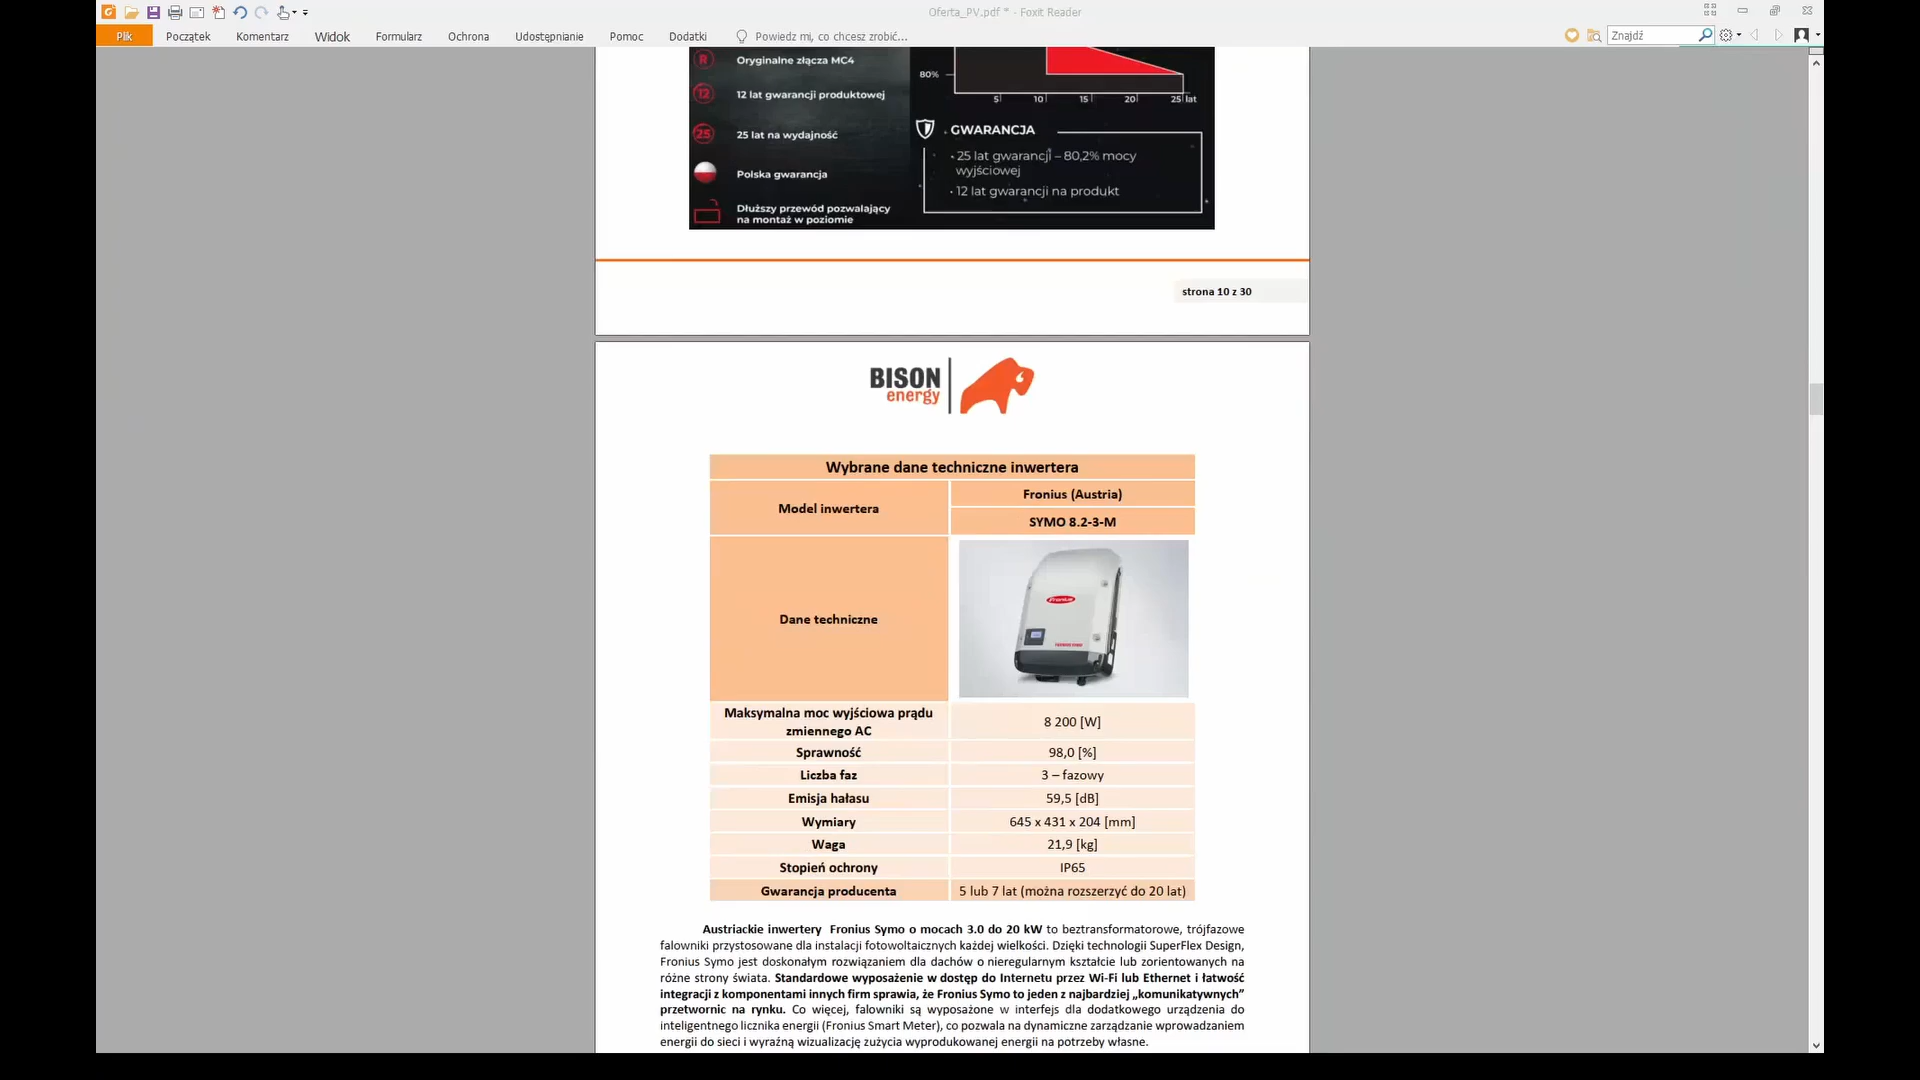 Oferta_PV.pdf * - Foxit Reader
Plik Początek Komentarz Widok Formularz Ochrona Udostępnianie Pomoc Dodatki Powiedz mi, co chcesz zrobić... Znajdź
R Oryginalne złącza MC4
12 12 lat gwarancji produktowej
25 25 lat na wydajność
Polska gwarancja
Dłuższy przewód pozwalający
na montaż w poziomie
80%
5 10 15 20 25 lat
GWARANCJA
• 25 lat gwarancji – 80,2% mocy
wyjściowej
• 12 lat gwarancji na produkt
strona 10 z 30
BISON
energy
Wybrane dane techniczne inwertera
Model inwertera
Fronius (Austria)
SYMO 8.2-3-M
Dane techniczne
Fronius
Maksymalna moc wyjściowa prądu
zmiennego AC
8 200 [W]
Sprawność 98,0 [%]
Liczba faz 3 – fazowy
Emisja hałasu 59,5 [dB]
Wymiary 645 x 431 x 204 [mm]
Waga 21,9 [kg]
Stopień ochrony IP65
Gwarancja producenta 5 lub 7 lat (można rozszerzyć do 20 lat)
Austriackie inwertery Fronius Symo o mocach 3.0 do 20 kW to beztransformatorowe, trójfazowe
falowniki przystosowane dla instalacji fotowoltaicznych każdej wielkości. Dzięki technologii SuperFlex Design,
Fronius Symo jest doskonałym rozwiązaniem dla dachów o nieregularnym kształcie lub zorientowanych na
różne strony świata. Standardowe wyposażenie w dostęp do Internetu przez Wi-Fi lub Ethernet i łatwość
integracji z komponentami innych firm sprawia, że Fronius Symo to jeden z najbardziej „komunikatywnych”
przetwornic na rynku. Co więcej, falowniki są wyposażone w interfejs dla dodatkowego urządzenia do
inteligentnego licznika energii (Fronius Smart Meter), co pozwala na dynamiczne zarządzanie wprowadzaniem
energii do sieci i wyraźną wizualizację zużycia wyprodukowanej energii na potrzeby własne.